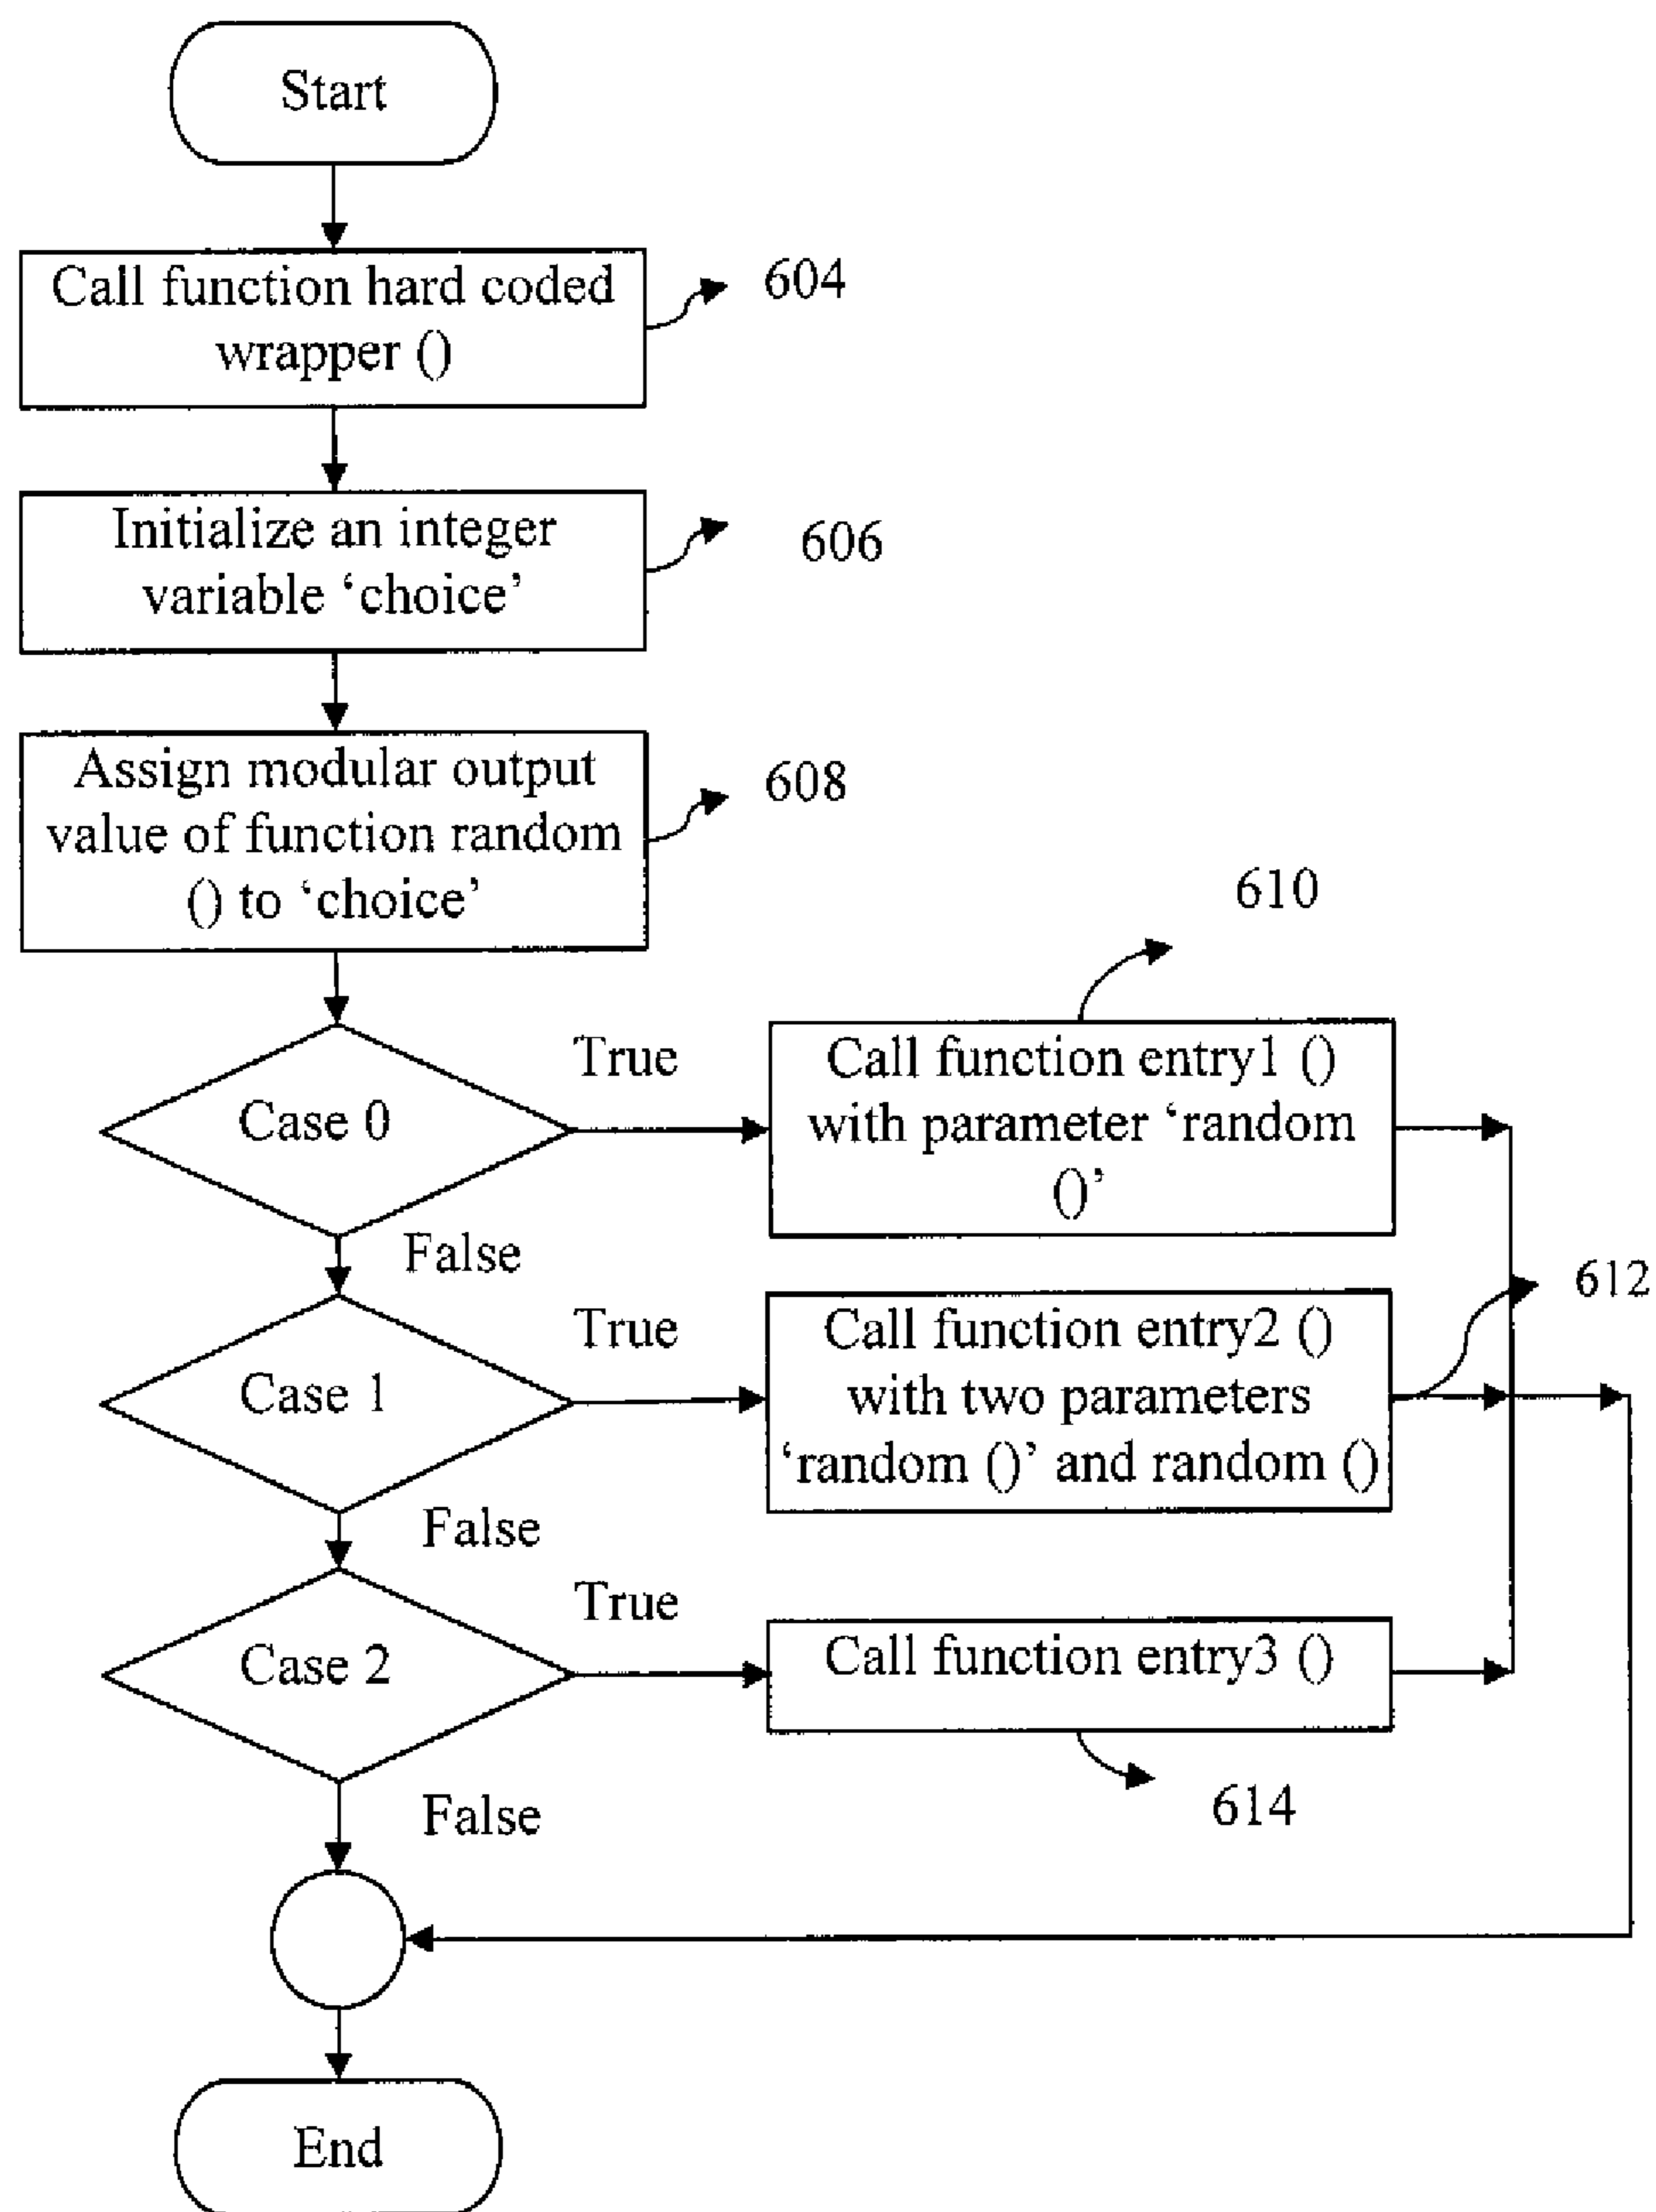 Start
Call function hard coded
wrapper ()
604
Initialize an integer
variable ‘choice’
606
Assign modular output
value of function random
() to ‘choice’
608
610
Case 0
True
Call function entry1 ()
with parameter ‘random
()’
False
612
Case 1
True
Call function entry2 ()
with two parameters
‘random ()’ and random ()
False
Case 2
True
Call function entry3 ()
614
False
End